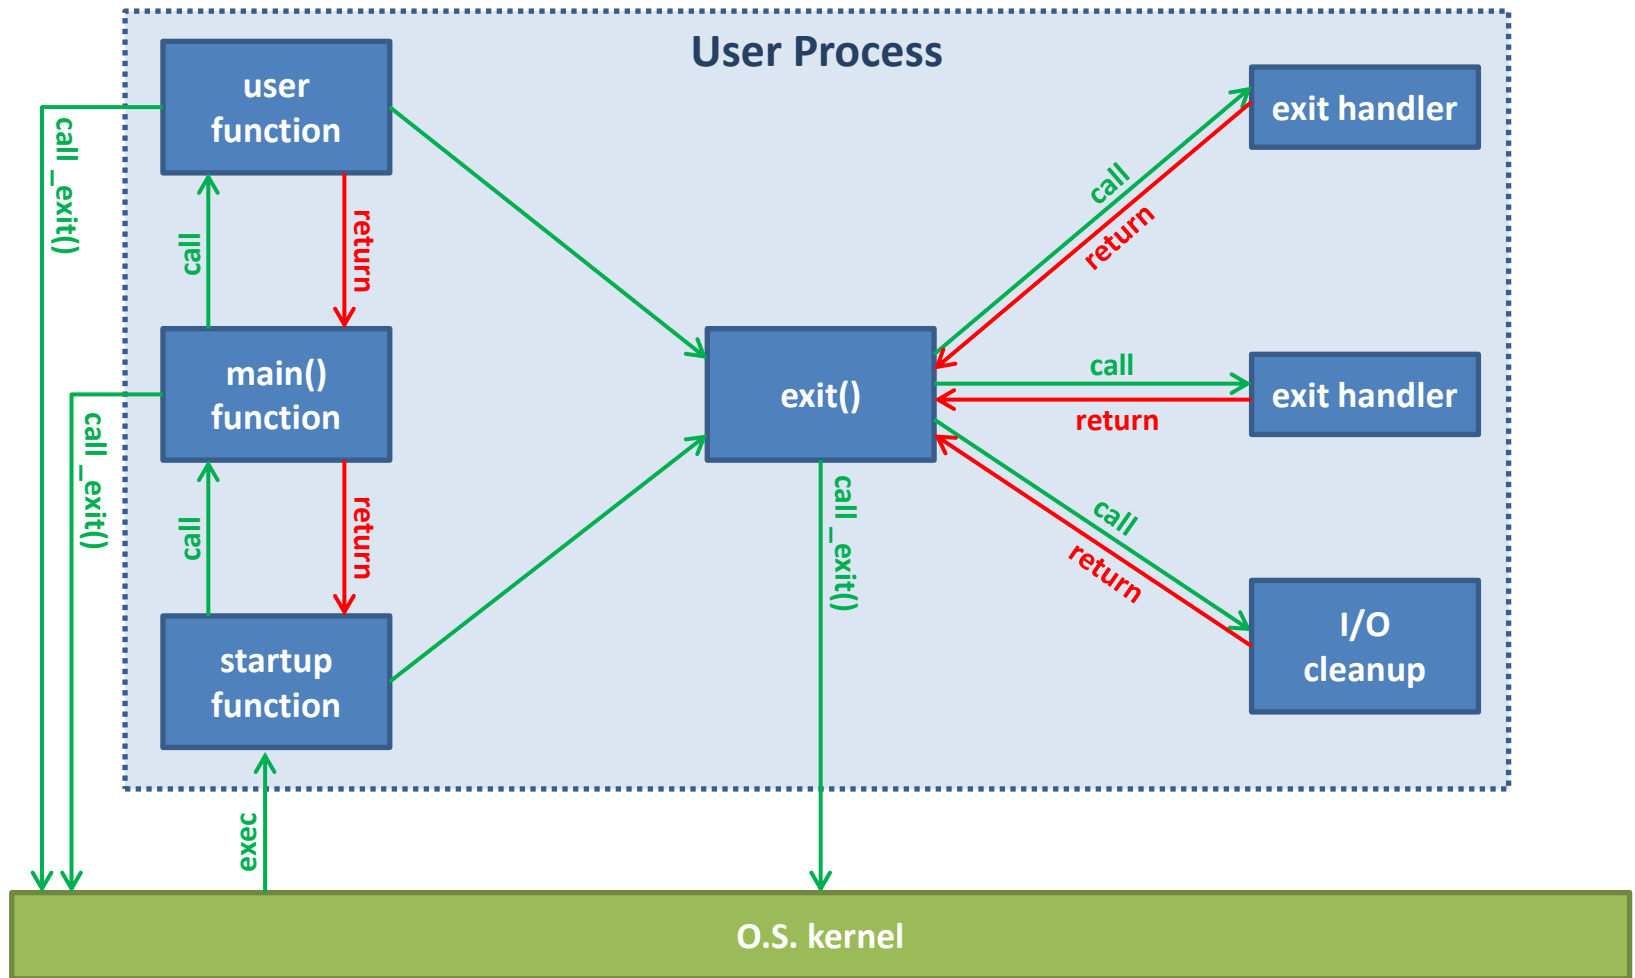 User Process
user
function
exit handler
call _exit()
call
return
call
return
main()
function
exit()
call
return
exit handler
call _exit()
call
return
call _exit()
call
return
startup
function
I/O
cleanup
exec
O.S. kernel